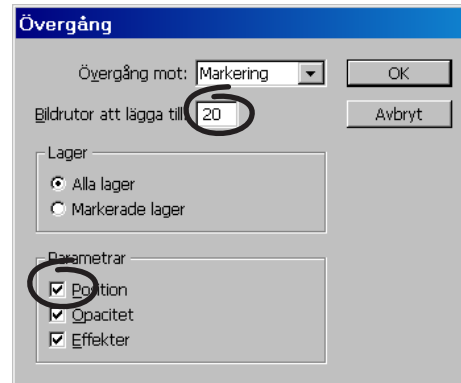 Övergång
Övergång mot: Markering OK
Bildrutor att lägga till: 20 Avbryt
Lager
Alla lager
Markerade lager
Parametrar
Position
Opacitet
Effekter